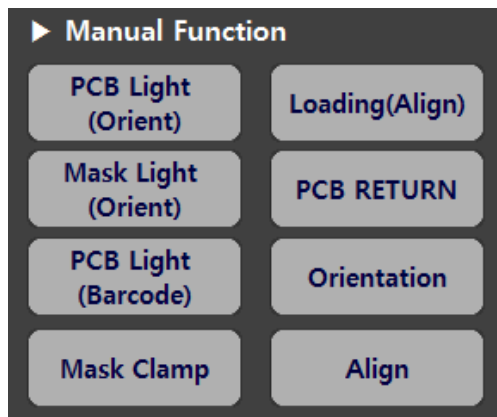 ▶ Manual Function
PCB Light
(Orient)
Loading(Align)
Mask Light
(Orient)
PCB RETURN
PCB Light
(Barcode)
Orientation
Mask Clamp
Align